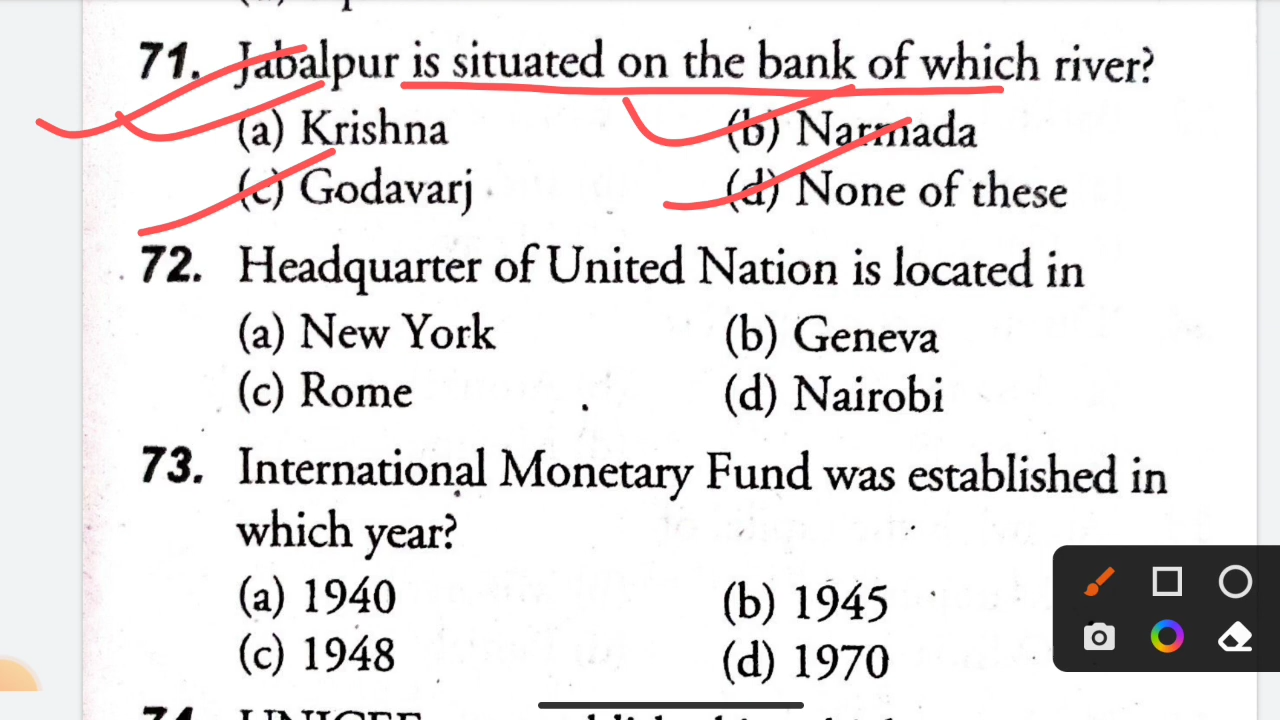 71. Jabalpur is situated on the bank of which river?
(a) Krishna (b) Narmada
(c) Godavarj (d) None of these
72. Headquarter of United Nation is located in
(a) New York (b) Geneva
(c) Rome (d) Nairobi
73. International Monetary Fund was established in
which year?
(a) 1940 (b) 1945
(c) 1948 (d) 1970